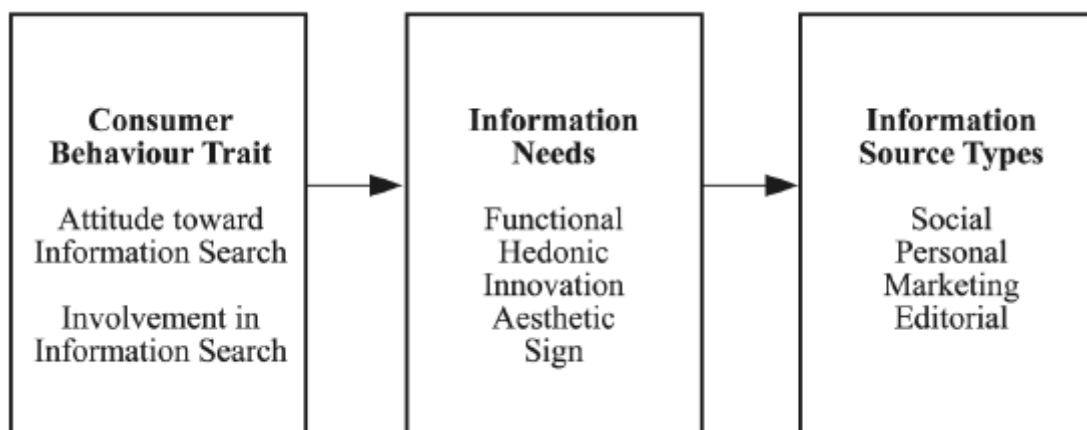 Consumer
Behaviour Trait
Attitude toward
Information Search
Involvement in
Information Search
Information
Needs
Functional
Hedonic
Innovation
Aesthetic
Sign
Information
Source Types
Social
Personal
Marketing
Editorial